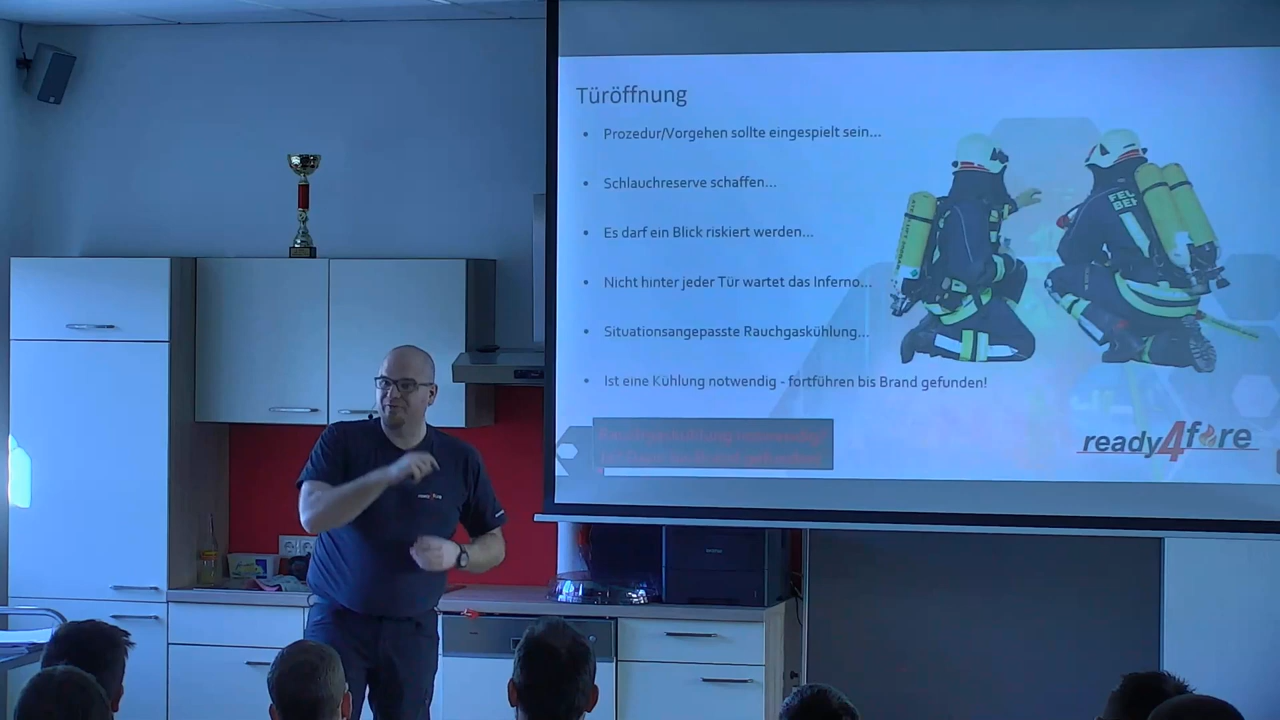 Türöffnung
• Prozedur/Vorgehen sollte eingespielt sein...
• Schlauchreserve schaffen...
• Es darf ein Blick riskiert werden...
• Nicht hinter jeder Tür wartet das Inferno...
• Situationsangepasste Rauchgaskühlung...
• Ist eine Kühlung notwendig - fortführen bis Brand gefunden!
ready4fire